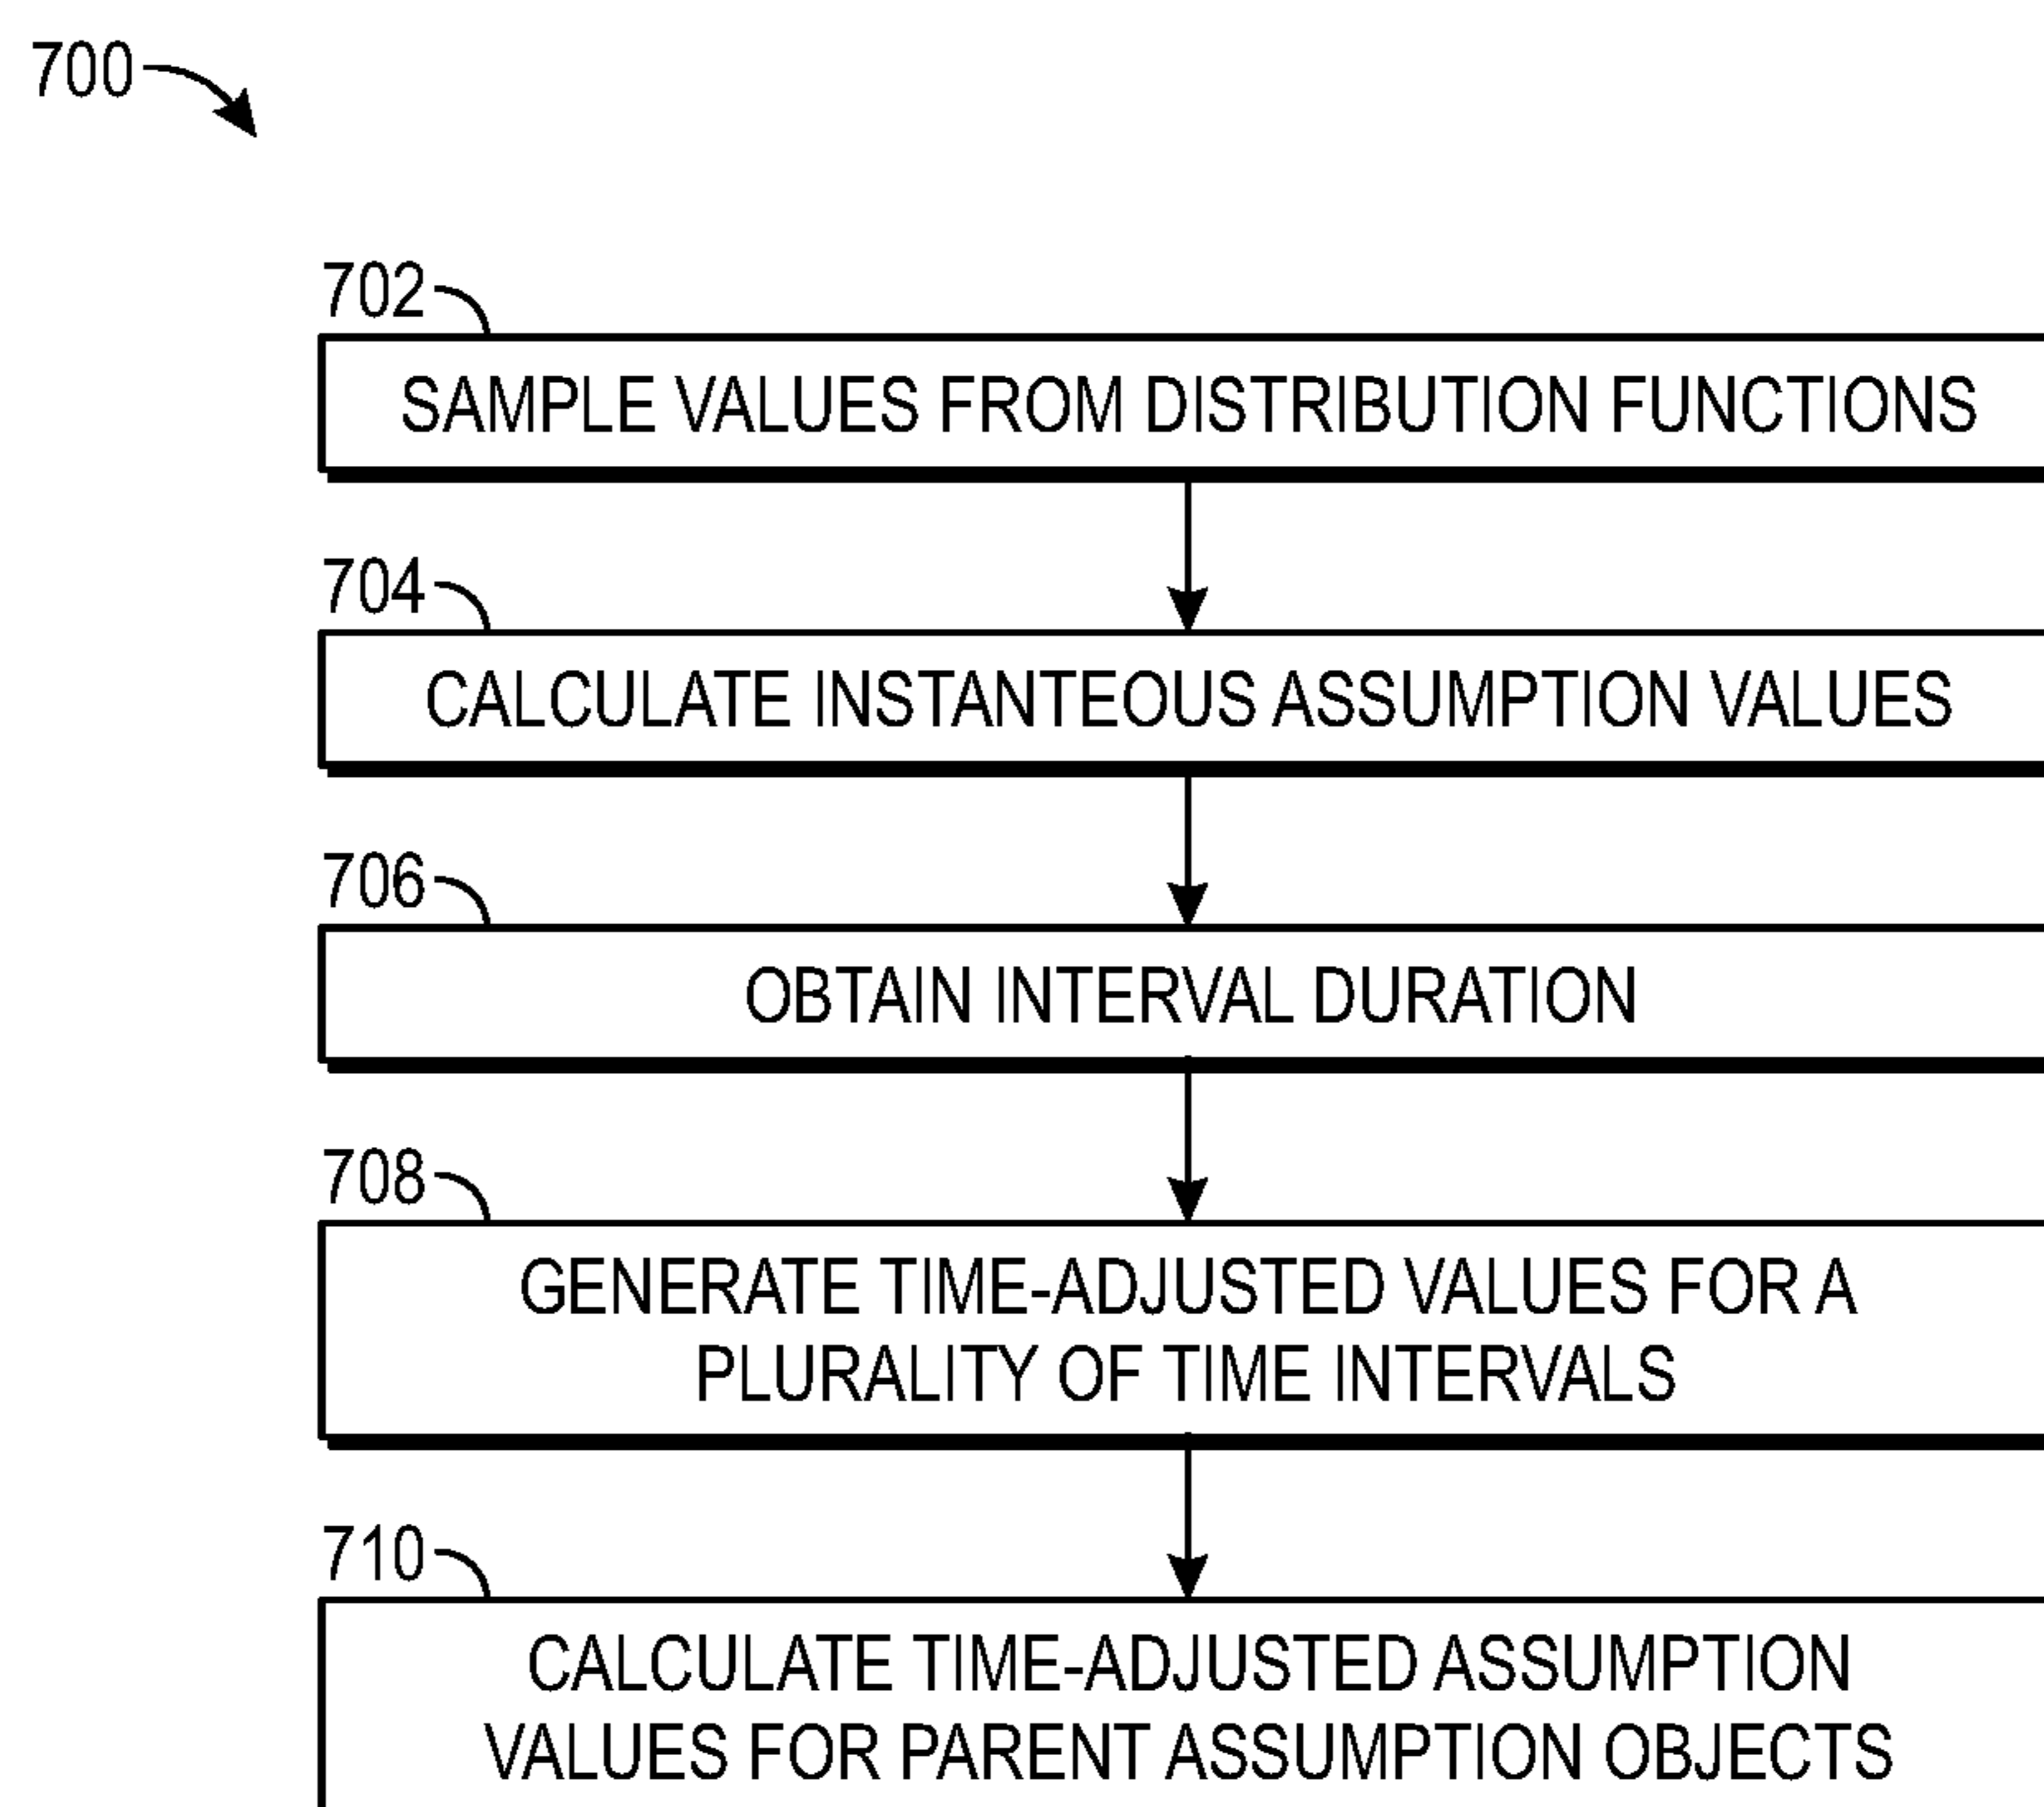 700
702
SAMPLE VALUES FROM DISTRIBUTION FUNCTIONS
704
CALCULATE INSTANTEOUS ASSUMPTION VALUES
706
OBTAIN INTERVAL DURATION
708
GENERATE TIME-ADJUSTED VALUES FOR A
PLURALITY OF TIME INTERVALS
710
CALCULATE TIME-ADJUSTED ASSUMPTION
VALUES FOR PARENT ASSUMPTION OBJECTS